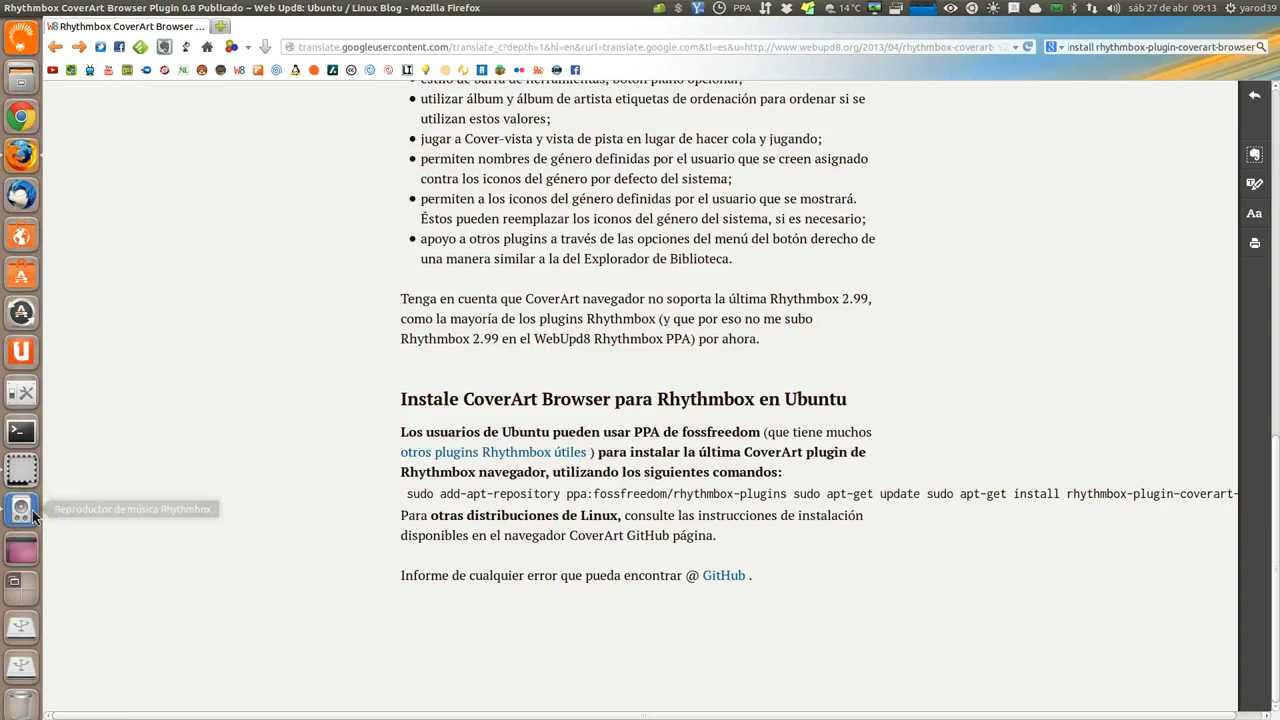 Rhythmbox CoverArt Browser Plugin 0.8 Publicado ~ Web Upd8: Ubuntu / Linux Blog - Mozilla Firefox
PPA
14 °C
sáb 27 de abr
09:13
yarod39
Rhythmbox CoverArt Browser ...
translate.googleusercontent.com/translate_c?depth=1&hl=en&rurl=translate.google.com&tl=es&u=http://www.webupd8.org/2013/04/rhythmbox-coverart-
install rhythmbox-plugin-coverart-browser
estilo de barra de herramientas, botón plano opcional;
utilizar álbum y álbum de artista etiquetas de ordenación para ordenar si se
utilizan estos valores;
jugar a Cover-vista y vista de pista en lugar de hacer cola y jugando;
permiten nombres de género definidas por el usuario que se creen asignado
contra los iconos del género por defecto del sistema;
permiten a los iconos del género definidas por el usuario que se mostrará.
Éstos pueden reemplazar los iconos del género del sistema, si es necesario;
apoyo a otros plugins a través de las opciones del menú del botón derecho de
una manera similar a la del Explorador de Biblioteca.
Tenga en cuenta que CoverArt navegador no soporta la última Rhythmbox 2.99,
como la mayoría de los plugins Rhythmbox (y que por eso no me subo
Rhythmbox 2.99 en el WebUpd8 Rhythmbox PPA) por ahora.
Instale CoverArt Browser para Rhythmbox en Ubuntu
Los usuarios de Ubuntu pueden usar PPA de fossfreedom (que tiene muchos
otros plugins Rhythmbox útiles ) para instalar la última CoverArt plugin de
Rhythmbox navegador, utilizando los siguientes comandos:
sudo add-apt-repository ppa:fossfreedom/rhythmbox-plugins sudo apt-get update sudo apt-get install rhythmbox-plugin-coverart-
Reproductor de música Rhythmbox
Para otras distribuciones de Linux, consulte las instrucciones de instalación
disponibles en el navegador CoverArt GitHub página.
Informe de cualquier error que pueda encontrar @ GitHub .
Aa